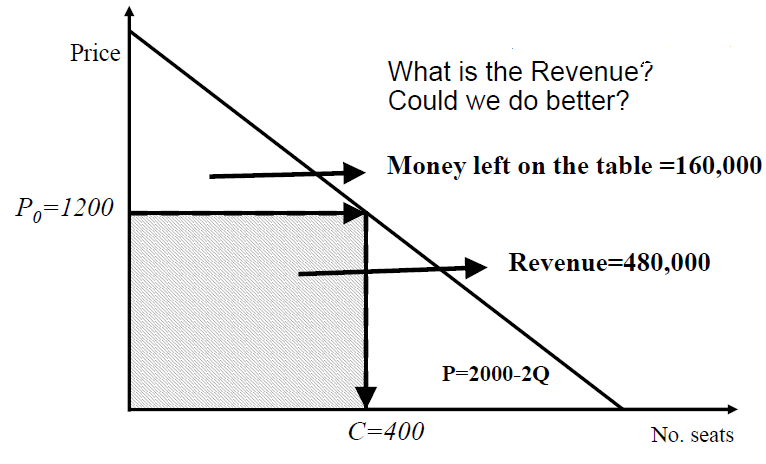 Price
What is the Revenue?
Could we do better?
Money left on the table =160,000
P₀=1200
Revenue=480,000
P=2000-2Q
C=400
No. seats